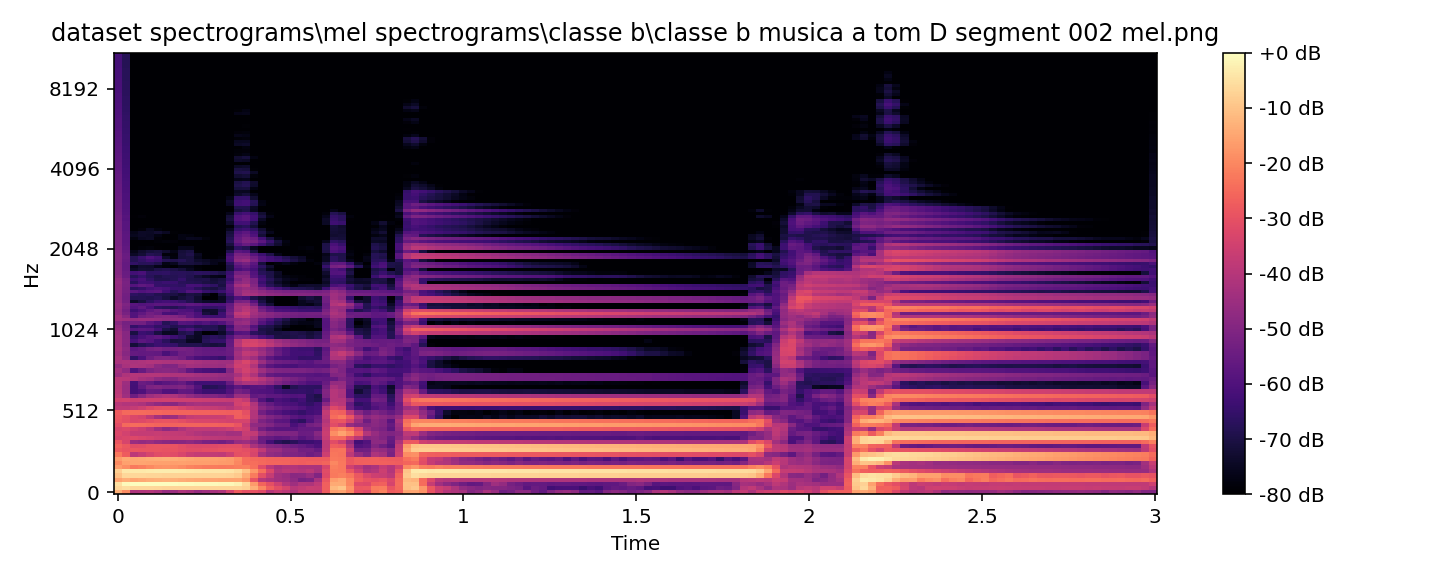 dataset spectrograms\mel spectrograms\classe b\classe b musica a tom D segment 002 mel.png
8192
4096
2048
1024
512
0
Hz
0
0.5
1
1.5
2
2.5
3
Time
+0 dB
-10 dB
-20 dB
-30 dB
-40 dB
-50 dB
-60 dB
-70 dB
-80 dB